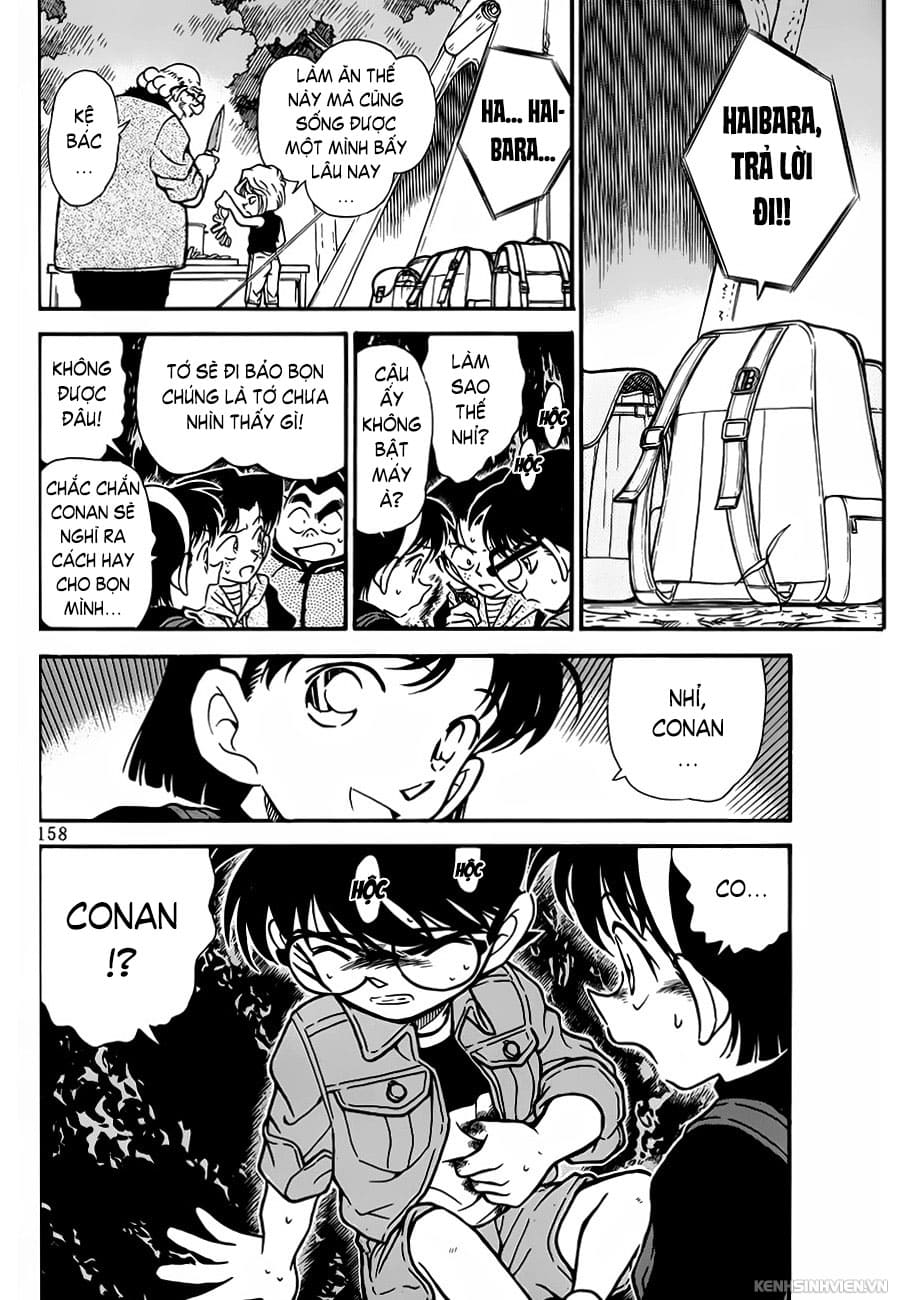 HAIBARA,
TRẢ LỜI
ĐI!!
HA... HAI-
BARA...
LÀM ĂN THẾ
NÀY MÀ CŨNG
SỐNG ĐƯỢC
MỘT MÌNH BẤY
LÂU NAY
...
KỆ
BÁC
...
HỘC
HỘC
LÀM
SAO
THẾ
NHỈ?
CẬU
ẤY
KHÔNG
BẬT
MÁY
À?
TỚ SẼ ĐI BẢO BỌN
CHÚNG LÀ TỚ CHƯA
NHÌN THẤY GÌ!
KHÔNG
ĐƯỢC
ĐÂU!
CHẮC CHẮN
CONAN SẼ
NGHĨ RA
CÁCH HAY
CHO BỌN
MÌNH...
NHỈ,
CONAN
...
158
CO...
HỘC
HỘC
CONAN
!?
KENHSINHVIEN.VN